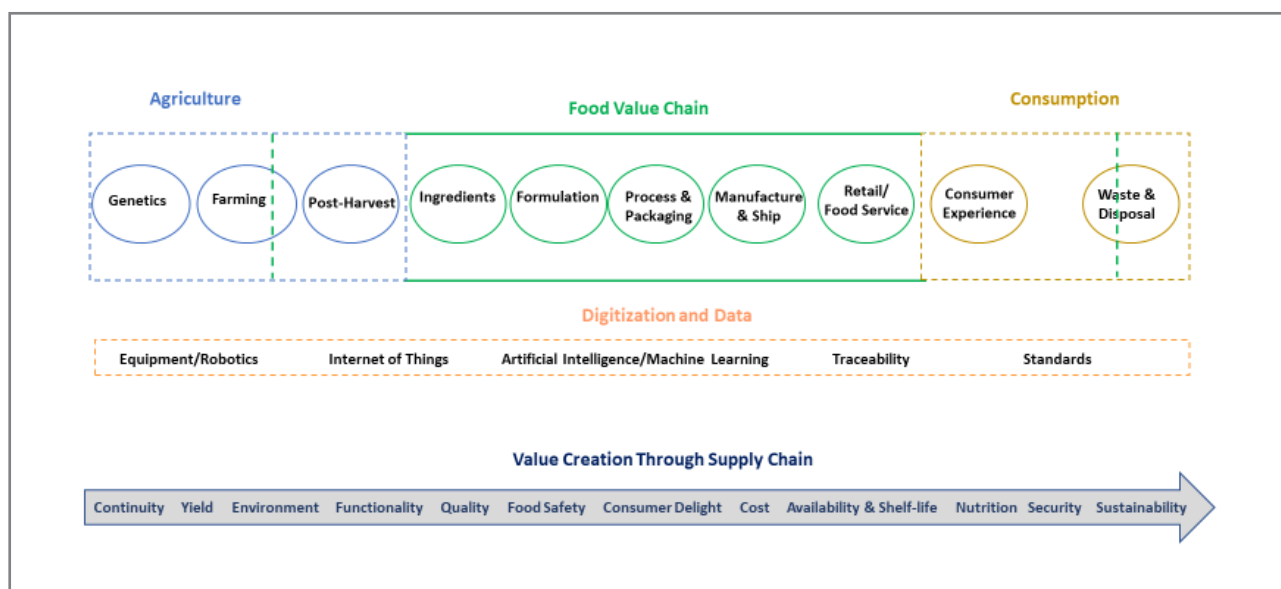 Agriculture
Food Value Chain
Consumption
Genetics
Farming
Post-Harvest
Ingredients
Formulation
Process &
Packaging
Manufacture
& Ship
Retail/
Food Service
Consumer
Experience
Waste &
Disposal
Digitization and Data
Equipment/Robotics Internet of Things Artificial Intelligence/Machine Learning Traceability Standards
Value Creation Through Supply Chain
Continuity Yield Environment Functionality Quality Food Safety Consumer Delight Cost Availability & Shelf-life Nutrition Security Sustainability